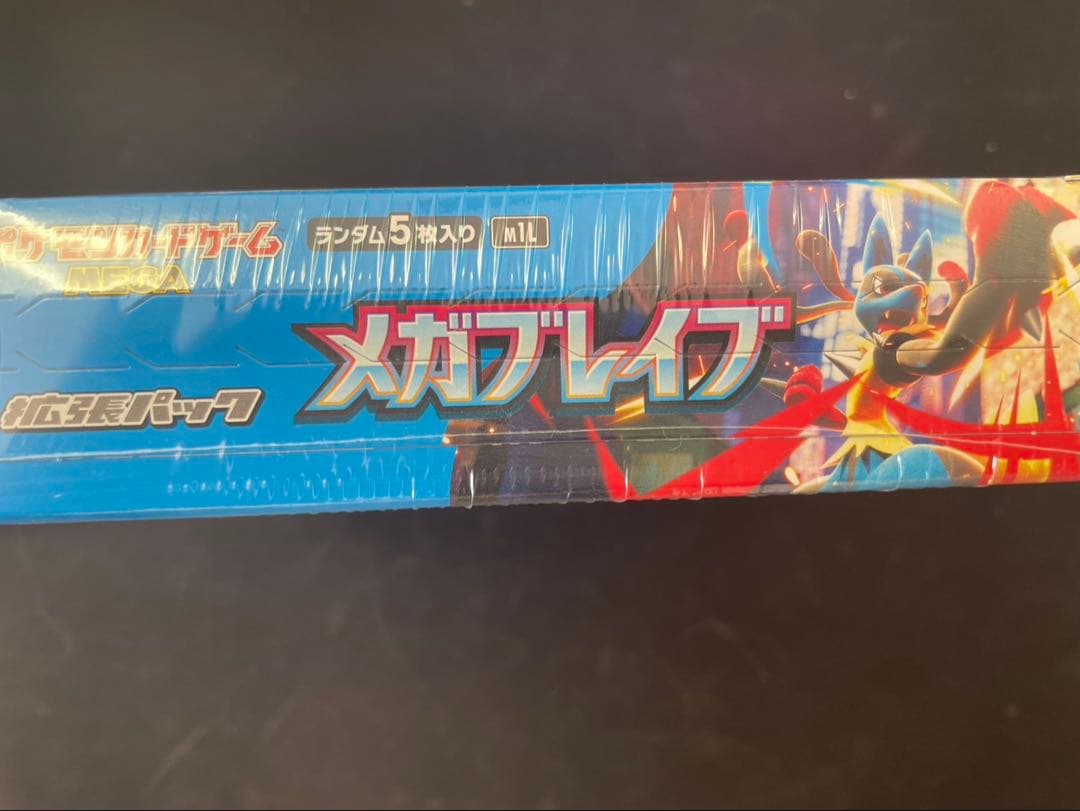 ポケモンカードゲーム
MEGA
ランダム5枚入り M1L
メガブレイブ
拡張パック